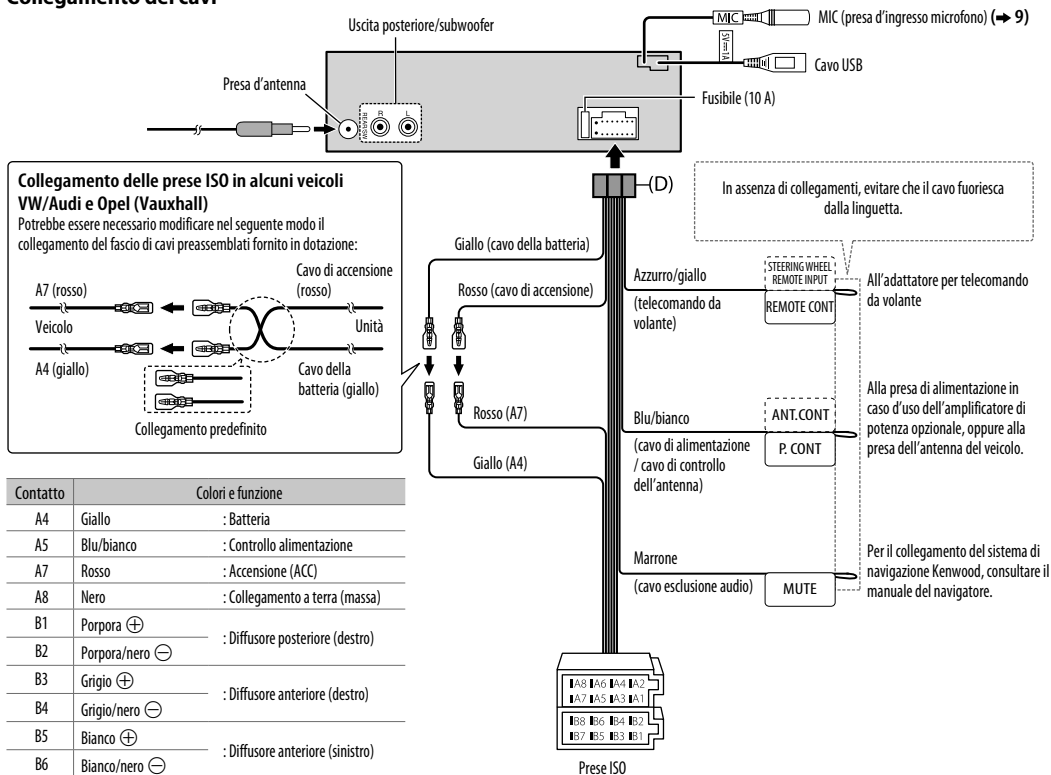 Uscita posteriore/subwoofer
MIC
MIC (presa d'ingresso microfono) (➜ 9)
5V⎓1A
Cavo USB
Presa d'antenna
REAR/SW
R
L
Fusibile (10 A)
(D)
Collegamento delle prese ISO in alcuni veicoli
VW/Audi e Opel (Vauxhall)
Potrebbe essere necessario modificare nel seguente modo il
collegamento del fascio di cavi preassemblati fornito in dotazione:
A7 (rosso)
Cavo di accensione
(rosso)
Veicolo
Unità
A4 (giallo)
Cavo della
batteria (giallo)
Collegamento predefinito
Giallo (cavo della batteria)
Rosso (cavo di accensione)
Rosso (A7)
Giallo (A4)
In assenza di collegamenti, evitare che il cavo fuoriesca
dalla linguetta.
Azzurro/giallo
(telecomando da
volante)
STEERING WHEEL
REMOTE INPUT
REMOTE CONT
All'adattatore per telecomando
da volante
Blu/bianco
(cavo di alimentazione
/ cavo di controllo
dell'antenna)
ANT.CONT
P. CONT
Alla presa di alimentazione in
caso d'uso dell'amplificatore di
potenza opzionale, oppure alla
presa dell'antenna del veicolo.
Marrone
(cavo esclusione audio)
MUTE
Per il collegamento del sistema di
navigazione Kenwood, consultare il
manuale del navigatore.
Contatto Colori e funzione
A4 Giallo : Batteria
A5 Blu/bianco : Controllo alimentazione
A7 Rosso : Accensione (ACC)
A8 Nero : Collegamento a terra (massa)
B1 Porpora ⊕ : Diffusore posteriore (destro)
B2 Porpora/nero ⊖
B3 Grigio ⊕ : Diffusore anteriore (destro)
B4 Grigio/nero ⊖
B5 Bianco ⊕ : Diffusore anteriore (sinistro)
B6 Bianco/nero ⊖
A8 A6 A4 A2
A7 A5 A3 A1
B8 B6 B4 B2
B7 B5 B3 B1
Prese ISO